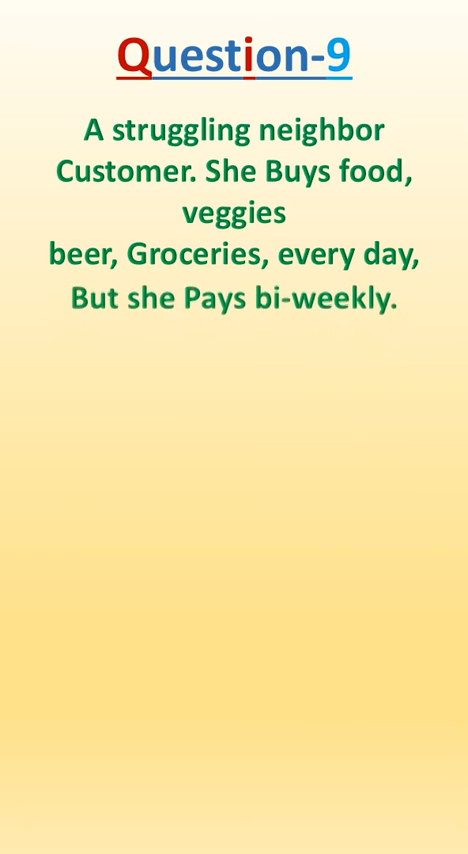 Question-9
A struggling neighbor
Customer. She Buys food,
veggies
beer, Groceries, every day,
But she Pays bi-weekly.